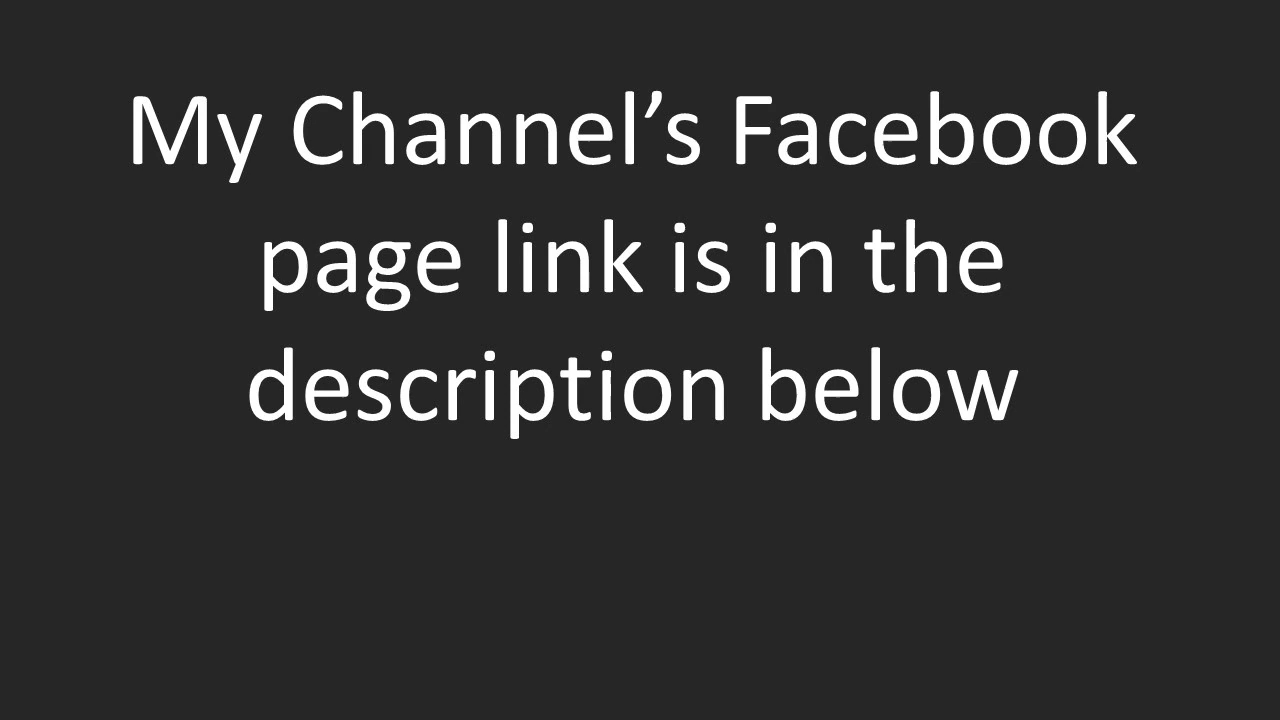 My Channel’s Facebook
page link is in the
description below